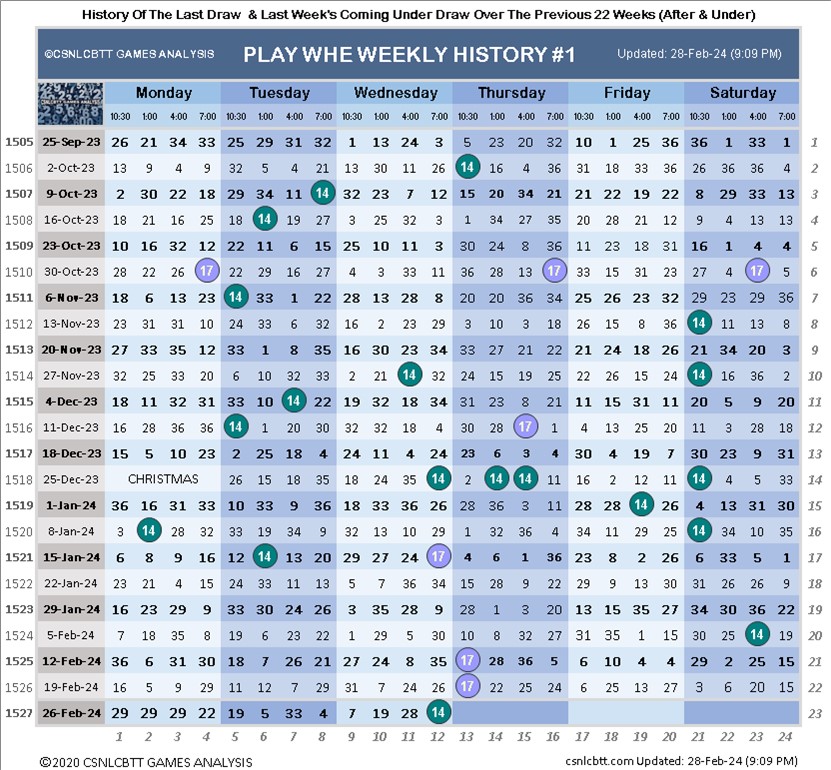 History Of The Last Draw & Last Week's Coming Under Draw Over The Previous 22 Weeks (After & Under)
©CSNLCBTT GAMES ANALYSIS PLAY WHE WEEKLY HISTORY #1 Updated: 28-Feb-24 (9:09 PM)
Monday Tuesday Wednesday Thursday Friday Saturday
10:30 1:00 4:00 7:00 10:30 1:00 4:00 7:00 10:30 1:00 4:00 7:00 10:30 1:00 4:00 7:00 10:30 1:00 4:00 7:00 10:30 1:00 4:00 7:00
1505 25-Sep-23 26 21 34 33 25 29 31 32 1 13 24 3 5 23 20 32 10 1 25 36 36 1 33 1 1
1506 2-Oct-23 13 9 4 9 32 5 4 21 13 30 11 26 14 16 4 36 31 18 33 36 26 36 36 4 2
1507 9-Oct-23 2 30 22 18 29 34 11 14 32 23 7 12 15 20 34 21 21 22 19 22 8 29 33 13 3
1508 16-Oct-23 18 21 16 25 18 14 19 27 3 25 32 3 1 34 27 35 20 28 21 12 4 13 13 4
1509 23-Oct-23 10 16 32 12 22 11 6 15 25 10 11 3 30 24 8 36 11 23 18 31 16 1 4 4 5
1510 30-Oct-23 28 22 26 17 22 29 16 27 4 3 33 11 36 28 13 17 33 15 31 23 27 4 17 5 6
1511 6-Nov-23 18 6 13 23 14 33 1 22 28 13 28 8 20 20 36 34 25 26 23 32 29 23 29 36 7
1512 13-Nov-23 23 31 31 10 24 33 6 32 16 2 23 29 3 10 3 18 26 15 8 36 14 11 13 8 8
1513 20-Nov-23 27 33 35 12 33 1 8 35 16 30 23 34 33 27 21 22 21 24 18 26 21 34 20 3 9
1514 27-Nov-23 32 25 33 20 6 10 32 33 2 21 14 32 24 15 19 25 22 26 15 24 14 16 36 2 10
1515 4-Dec-23 18 11 32 31 33 10 14 22 19 32 18 34 31 23 8 21 11 15 31 11 20 5 9 20 11
1516 11-Dec-23 16 28 36 36 14 1 20 30 32 32 18 4 30 28 17 1 4 13 25 20 11 3 28 18 12
1517 18-Dec-23 15 5 10 23 2 25 18 4 24 11 4 24 23 6 3 4 30 4 19 7 30 23 9 31 13
1518 25-Dec-23 CHRISTMAS 26 15 18 35 18 24 35 14 2 14 14 11 16 2 12 11 14 4 5 33 14
1519 1-Jan-24 36 16 31 33 10 33 9 36 18 33 36 26 28 36 3 11 28 28 14 26 4 13 31 30 15
1520 8-Jan-24 3 14 28 32 33 19 34 9 32 13 10 29 1 32 36 4 34 11 29 25 14 34 10 35 16
1521 15-Jan-24 6 8 9 16 12 14 13 20 29 27 24 17 4 6 1 36 23 8 2 26 6 33 5 1 17
1522 22-Jan-24 23 21 4 15 24 33 11 13 5 7 36 34 15 28 9 22 29 9 13 30 31 26 26 9 18
1523 29-Jan-24 16 23 29 9 33 30 24 26 3 35 28 9 28 1 3 20 13 15 35 27 34 30 36 22 19
1524 5-Feb-24 7 18 35 8 19 6 23 22 1 29 5 30 10 8 32 27 31 35 1 15 30 25 14 19 20
1525 12-Feb-24 36 6 31 30 18 7 26 21 27 24 8 35 17 28 36 5 6 10 4 4 29 2 25 15 21
1526 19-Feb-24 16 5 9 29 11 12 7 29 31 7 24 26 17 22 25 24 6 25 13 27 3 6 20 15 22
1527 26-Feb-24 29 29 29 22 19 5 33 4 7 19 28 14 23
1 2 3 4 5 6 7 8 9 10 11 12 13 14 15 16 17 18 19 20 21 22 23 24
©2020 CSNLCBTT GAMES ANALYSIS csnlcbtt.com Updated: 28-Feb-24 (9:09 PM)